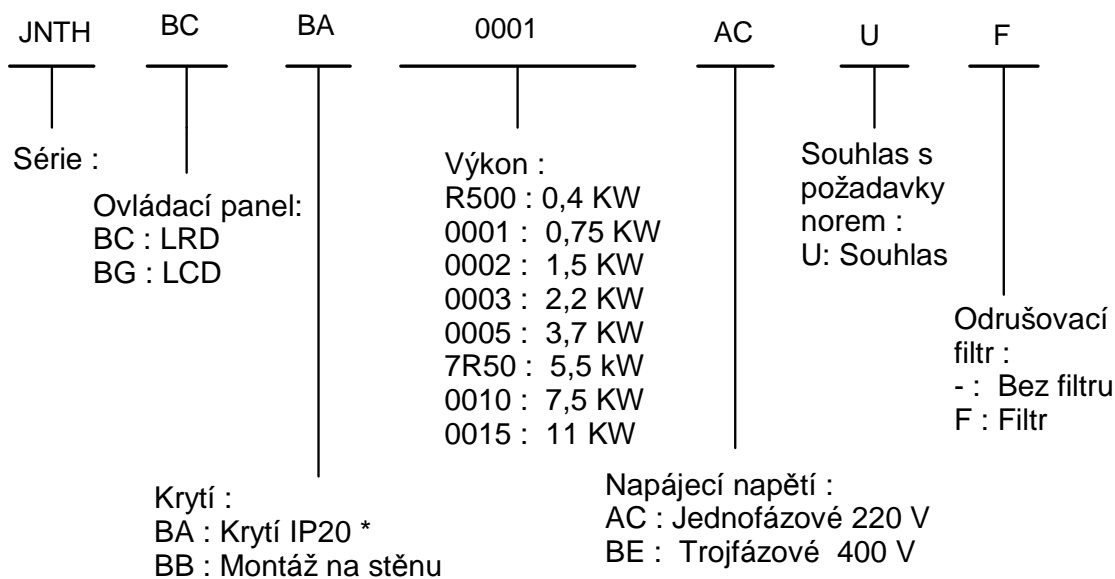 JNTH BC BA 0001 AC U F
Série :
Ovládací panel:
BC : LRD
BG : LCD
Výkon :
R500 : 0,4 KW
0001 : 0,75 KW
0002 : 1,5 KW
0003 : 2,2 KW
0005 : 3,7 KW
7R50 : 5,5 kW
0010 : 7,5 KW
0015 : 11 KW
Souhlas s
požadavky
norem :
U: Souhlas
Odrušovací
filtr :
- : Bez filtru
F : Filtr
Krytí :
BA : Krytí IP20 *
BB : Montáž na stěnu
Napájecí napětí :
AC : Jednofázové 220 V
BE : Trojfázové 400 V